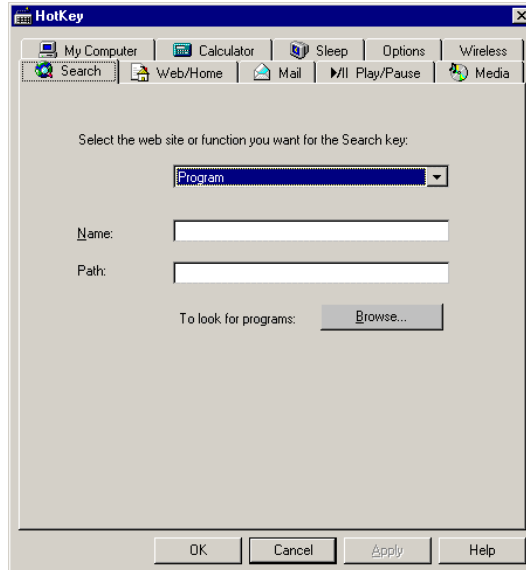 HotKey
My Computer Calculator Sleep Options Wireless
Search Web/Home Mail Play/Pause Media
Select the web site or function you want for the Search key:
Program
Name:
Path:
To look for programs: Browse...
OK Cancel Apply Help